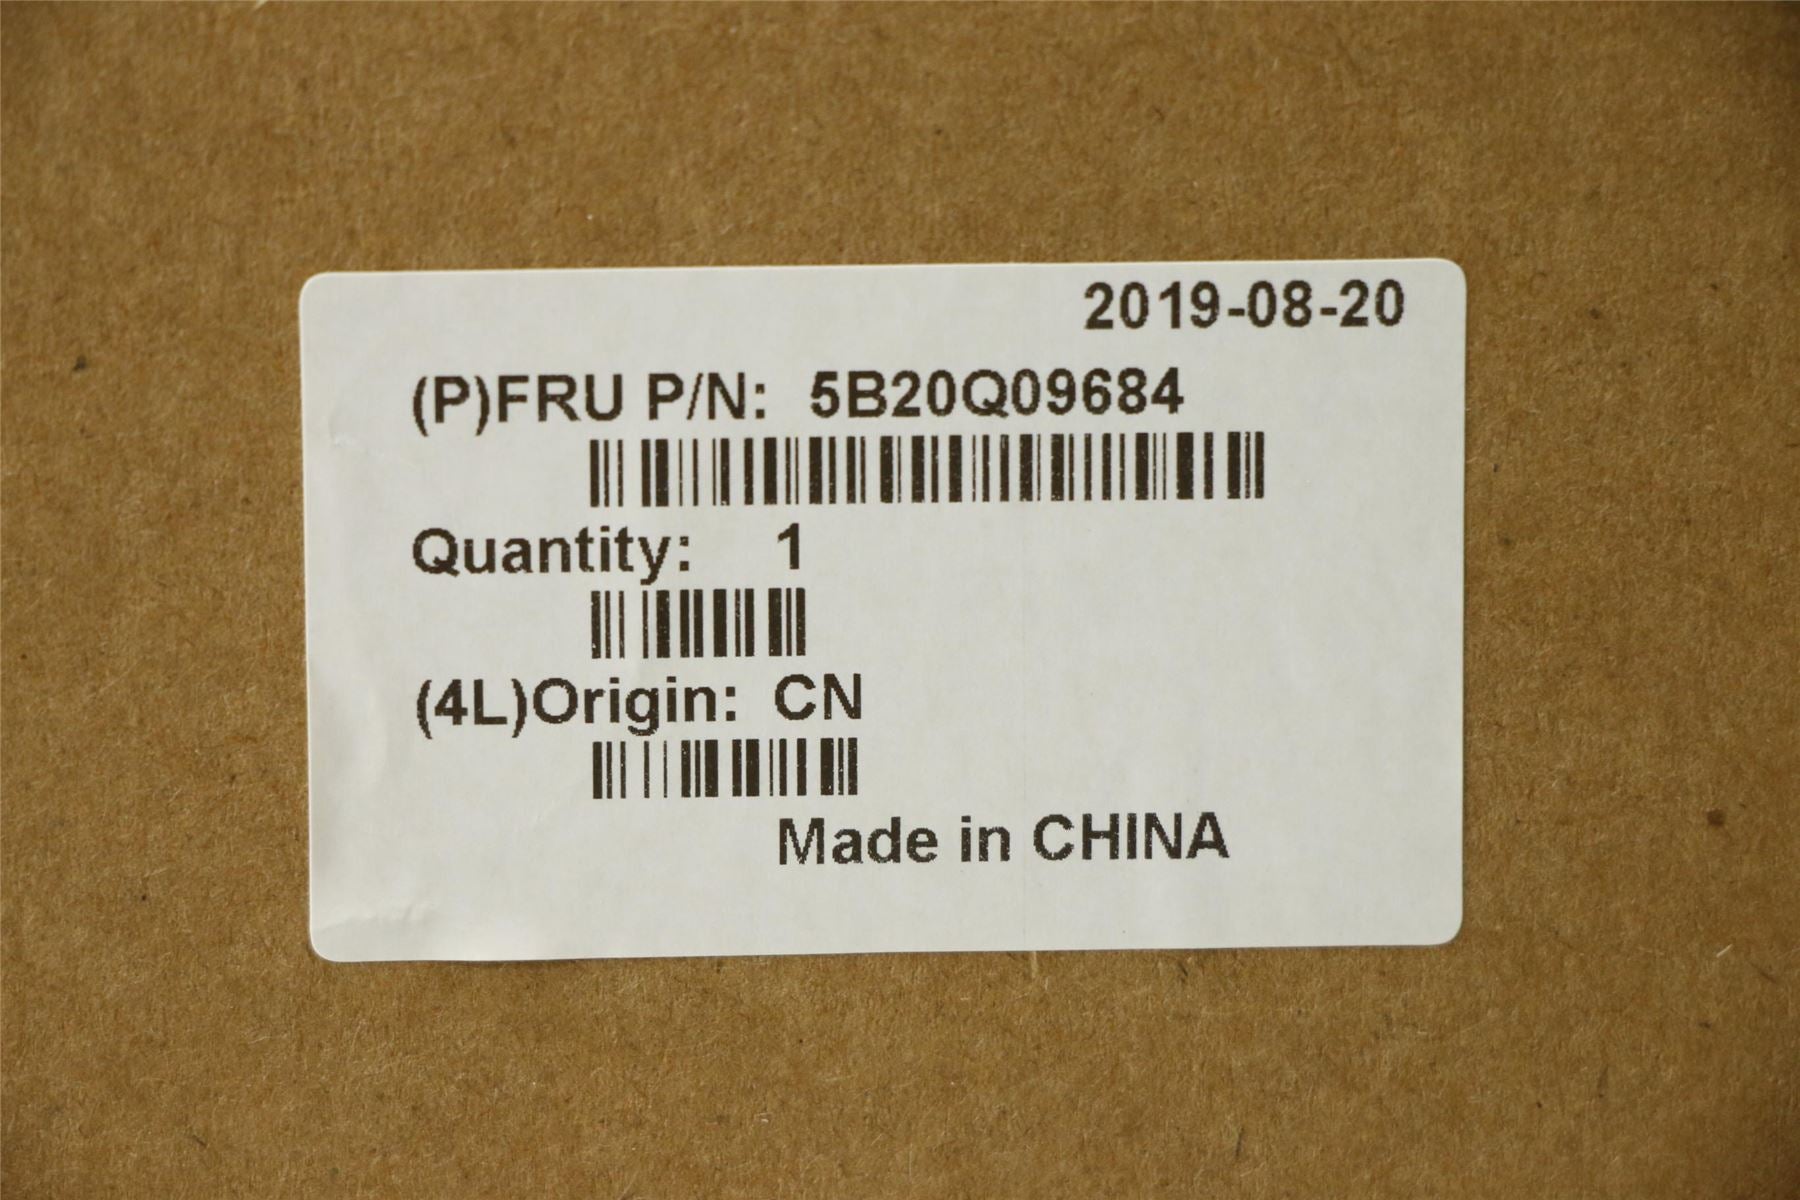 2019-08-20
(P)FRU P/N: 5B20Q09684
Quantity: 1
(4L)Origin: CN
Made in CHINA